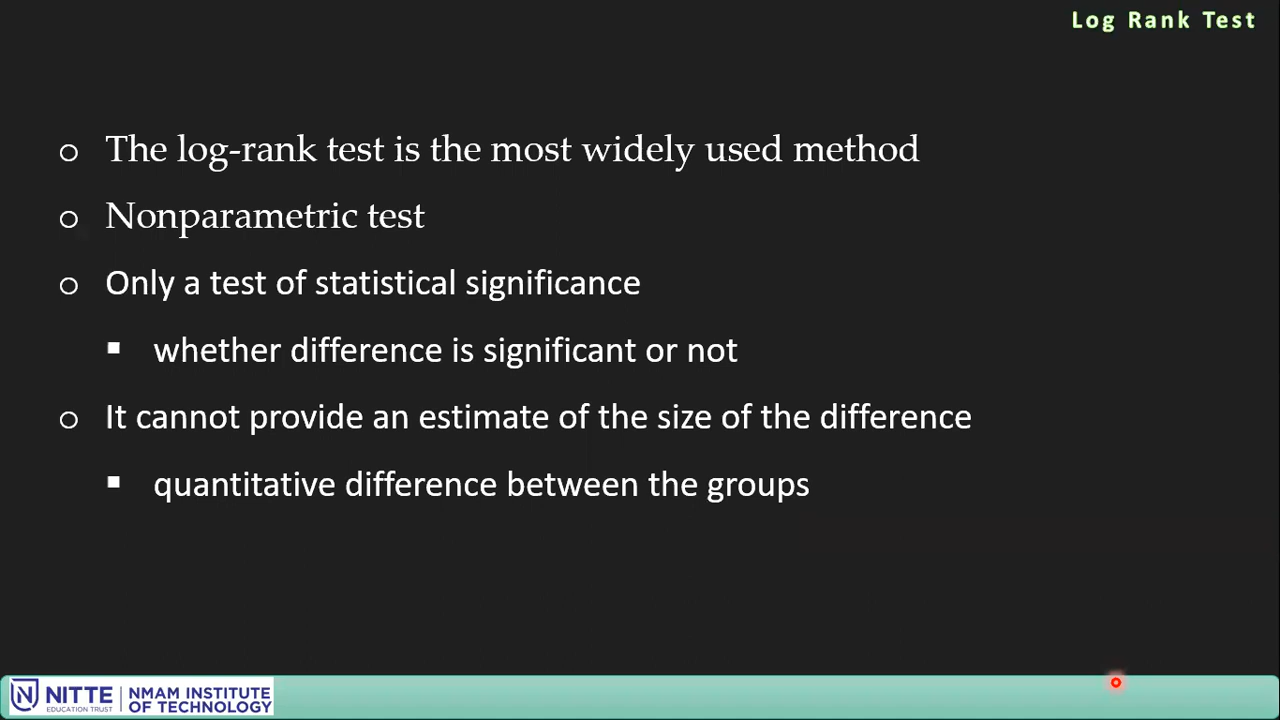 Log Rank Test
The log-rank test is the most widely used method
Nonparametric test
Only a test of statistical significance
whether difference is significant or not
It cannot provide an estimate of the size of the difference
quantitative difference between the groups
NITTE
EDUCATION TRUST
NMAM INSTITUTE
OF TECHNOLOGY